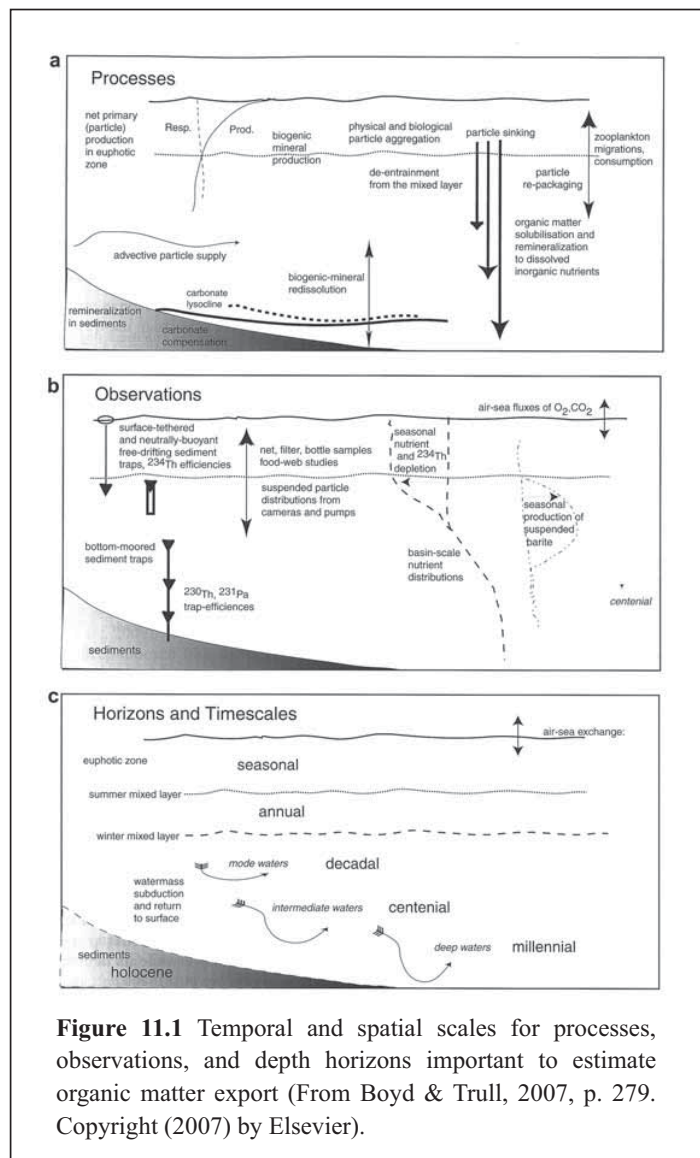 a
Processes
net primary
(particle)
production
in euphotic
zone
Resp.
Prod.
biogenic
mineral
production
physical and biological
particle aggregation
particle sinking
zooplankton
migrations,
consumption
de-entrainment
from the mixed layer
particle
re-packaging
organic matter
solubilisation and
remineralization
to dissolved
inorganic nutrients
advective particle supply
biogenic-mineral
redissolution
carbonate
lysocline
remineralization
in sediments
carbonate
compensation
b
Observations
air-sea fluxes of O2,CO2
surface-tethered
and neutrally-buoyant
free-drifting sediment
traps, 234Th efficiencies
net, filter, bottle samples
food-web studies
seasonal
nutrient
and 234Th
depletion
suspended particle
distributions from
cameras and pumps
seasonal
production of
suspended
barite
bottom-moored
sediment traps
basin-scale
nutrient
distributions
230Th, 231Pa
trap-efficiences
centenial
sediments
c
Horizons and Timescales
air-sea exchange:
euphotic zone
seasonal
summer mixed layer
annual
winter mixed layer
mode waters
decadal
watermass
subduction
and return
to surface
intermediate waters
centenial
deep waters
millennial
sediments
holocene
Figure 11.1 Temporal and spatial scales for processes,
observations, and depth horizons important to estimate
organic matter export (From Boyd & Trull, 2007, p. 279.
Copyright (2007) by Elsevier).